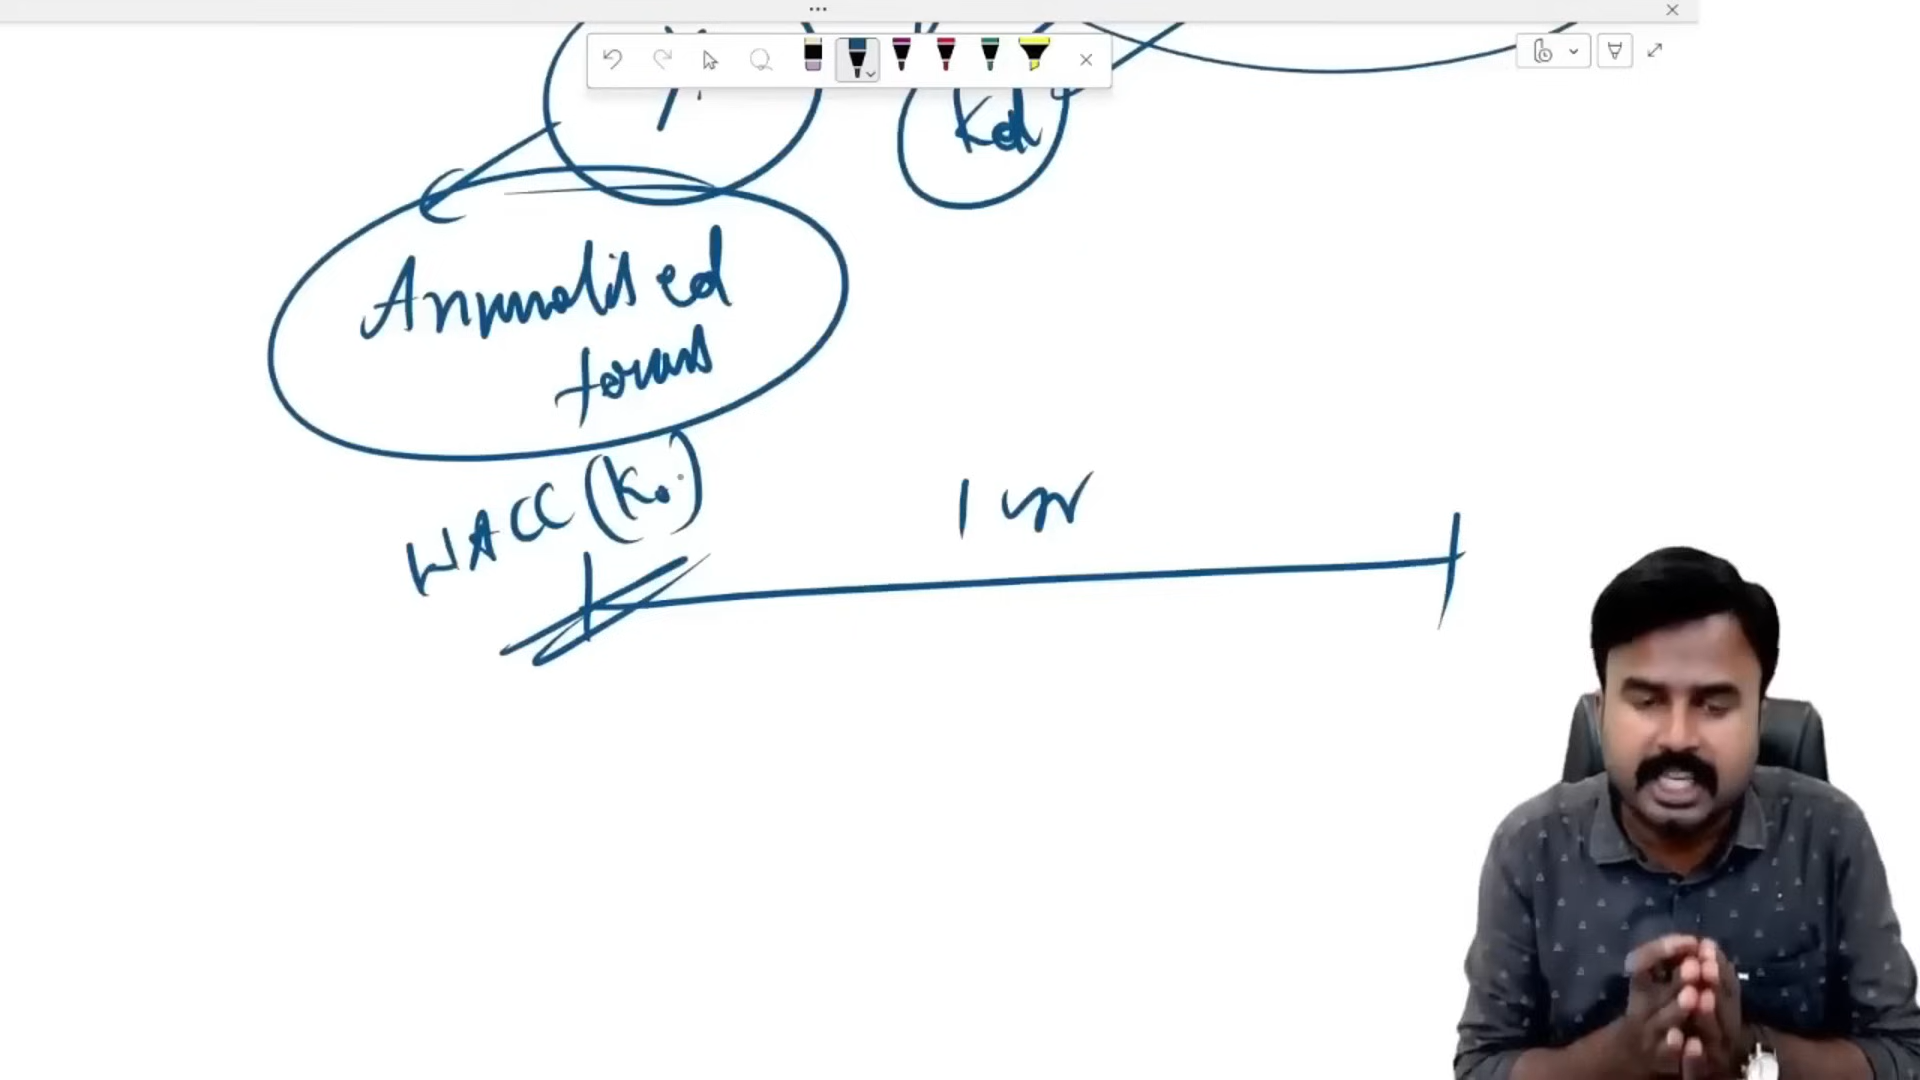 Kd
Annualised
forms
WACC (Ko)
1 yr